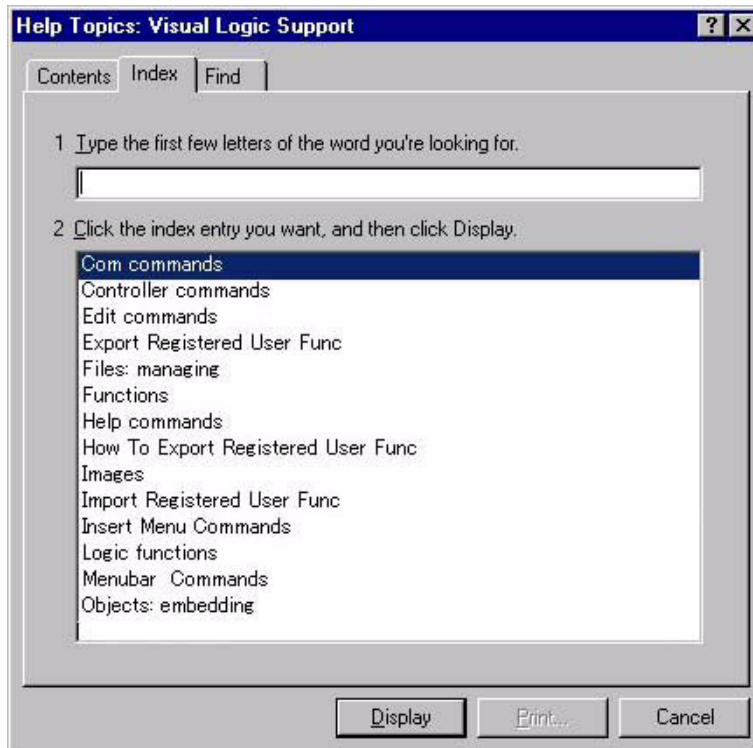 Help Topics: Visual Logic Support
Contents Index Find
1 Type the first few letters of the word you're looking for.
2 Click the index entry you want, and then click Display.
Com commands
Controller commands
Edit commands
Export Registered User Func
Files: managing
Functions
Help commands
How To Export Registered User Func
Images
Import Registered User Func
Insert Menu Commands
Logic functions
Menubar  Commands
Objects: embedding
Display Print... Cancel